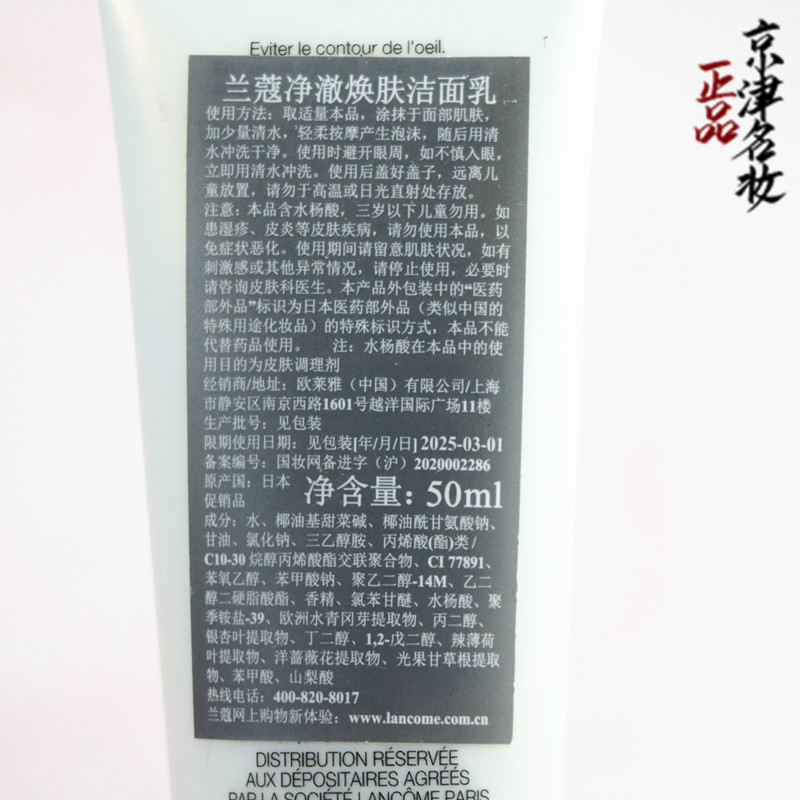 Eviter le contour de l'oeil.
京津名妆
正品
兰蔻净澈焕肤洁面乳
使用方法：取适量本品，涂抹于面部肌肤，
加少量清水，轻柔按摩产生泡沫，随后用清
水冲洗干净。使用时避开眼周，如不慎入眼，
立即用清水冲洗。使用后盖好盖子，远离儿
童放置，请勿于高温或日光直射处存放。
注意：本品含水杨酸，三岁以下儿童勿用。如
患湿疹、皮炎等皮肤疾病，请勿使用本品，以
免症状恶化。使用期间请留意肌肤状况，如有
刺激感或其他异常情况，请停止使用，必要时
请咨询皮肤科医生。本产品外包装中的“医药
部外品”标识为日本医药部外品（类似中国的
特殊用途化妆品）的特殊标识方式，本品不能
代替药品使用。 注：水杨酸在本品中的使
用目的为皮肤调理剂
经销商/地址：欧莱雅（中国）有限公司/上海
市静安区南京西路1601号越洋国际广场11楼
生产批号：见包装
限期使用日期：见包装[年/月/日] 2025-03-01
备案编号：国妆网备进字（沪）2020002286
原产国：日本
促销品
净含量：50ml
成分：水、椰油基甜菜碱、椰油酰甘氨酸钠、
甘油、氯化钠、三乙醇胺、丙烯酸(酯)类/
C10-30 烷醇丙烯酸酯交联聚合物、CI 77891、
苯氧乙醇、苯甲酸钠、聚乙二醇-14M、乙二
醇二硬脂酸酯、香精、氯苯甘醚、水杨酸、聚
季铵盐-39、欧洲水青冈芽提取物、丙二醇、
银杏叶提取物、丁二醇、1,2-戊二醇、辣薄荷
叶提取物、洋蔷薇花提取物、光果甘草根提取
物、苯甲酸、山梨酸
热线电话：400-820-8017
兰蔻网上购物新体验：www.lancome.com.cn
DISTRIBUTION RÉSERVÉE
AUX DÉPOSITAIRES AGRÉÉS
PAR LA SOCIÉTÉ LANCÔME PARIS